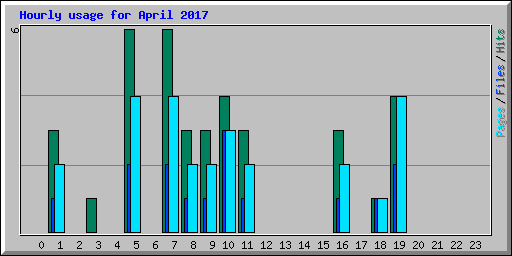 Hourly usage for April 2017
6
Pages/Files/Hits
0 1 2 3 4 5 6 7 8 9 10 11 12 13 14 15 16 17 18 19 20 21 22 23